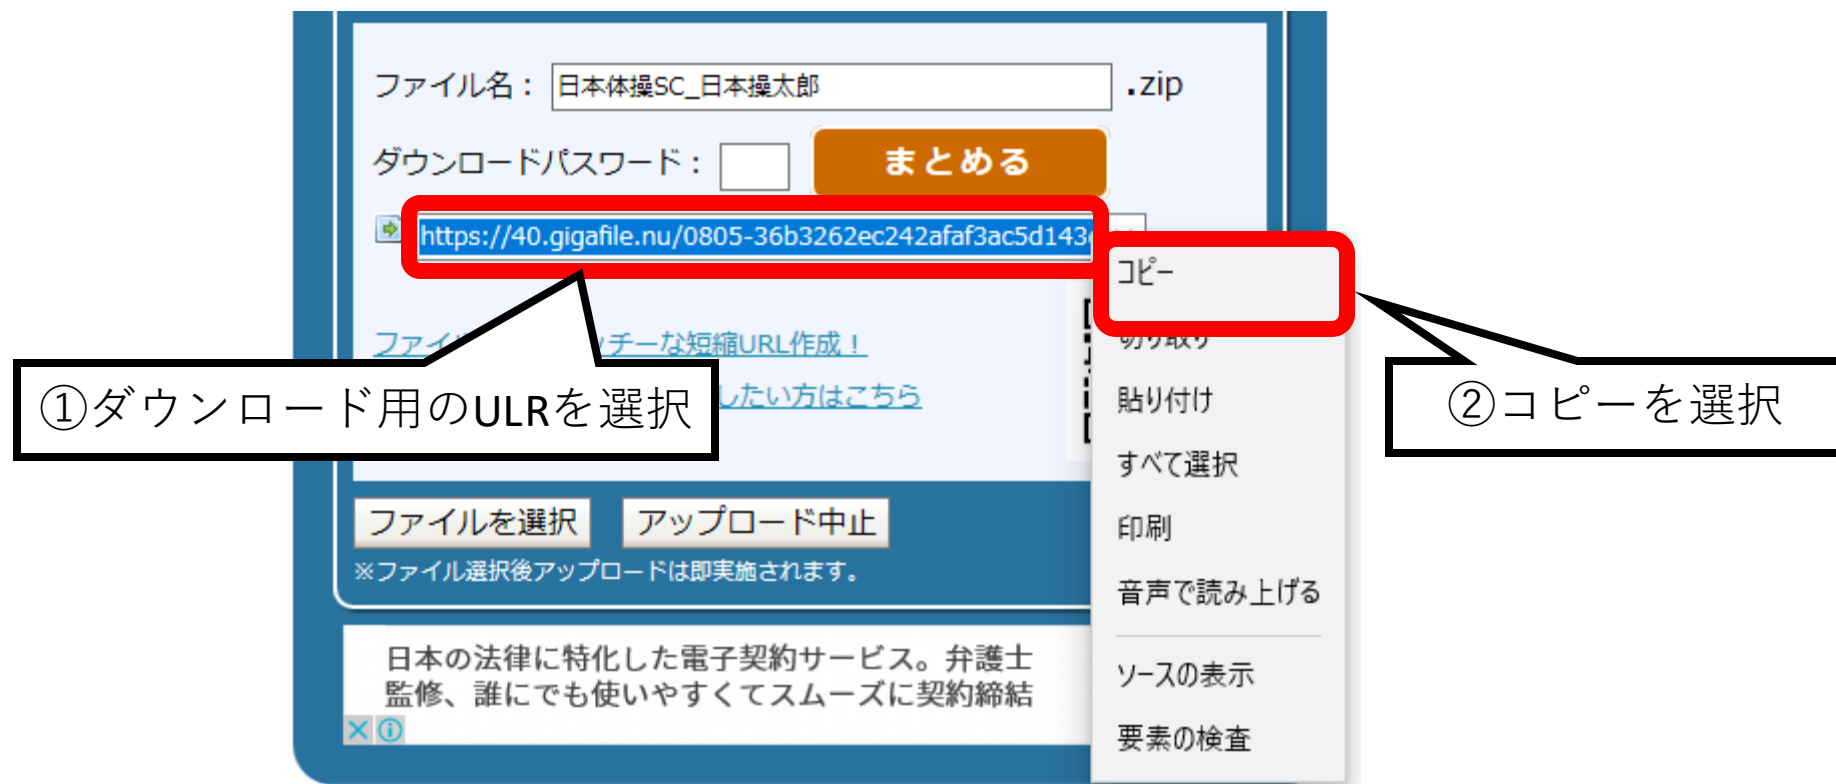 ファイル名： 日本体操SC_日本操太郎 .zip
ダウンロードパスワード： まとめる
https://40.gigafile.nu/0805-36b3262ec242afaf3ac5d143
コピー
切り取り
貼り付け
すべて選択
印刷
音声で読み上げる
ソースの表示
要素の検査
ファイ ッチーな短縮URL作成！
したい方はこちら
①ダウンロード用のULRを選択
②コピーを選択
ファイルを選択 アップロード中止
※ファイル選択後アップロードは即実施されます。
日本の法律に特化した電子契約サービス。弁護士
監修、誰にでも使いやすくてスムーズに契約締結